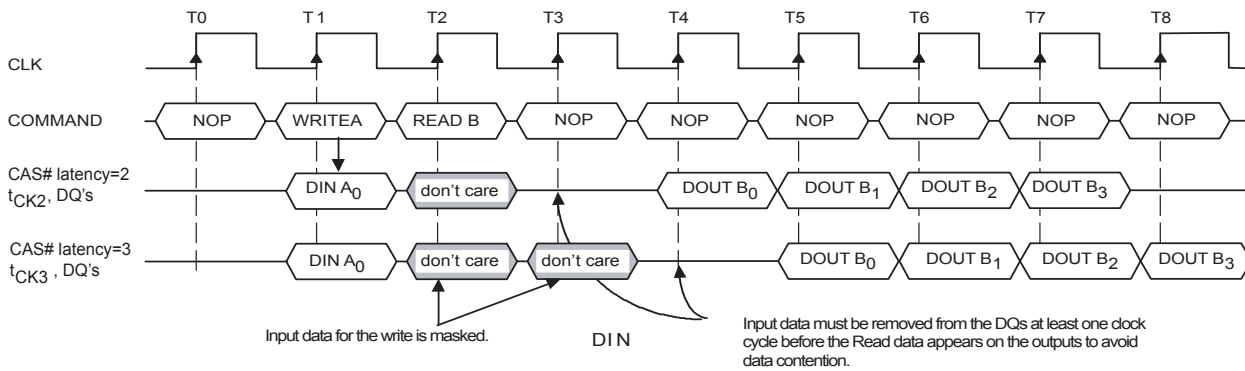 T0 T1 T2 T3 T4 T5 T6 T7 T8
CLK
COMMAND NOP WRITEA READ B NOP NOP NOP NOP NOP NOP
CAS# latency=2
tCK2, DQ's DIN A0 don't care DOUT B0 DOUT B1 DOUT B2 DOUT B3
CAS# latency=3
tCK3 , DQ's DIN A0 don't care don't care DOUT B0 DOUT B1 DOUT B2 DOUT B3
Input data for the write is masked.
DIN
Input data must be removed from the DQs at least one clock
cycle before the Read data appears on the outputs to avoid
data contention.